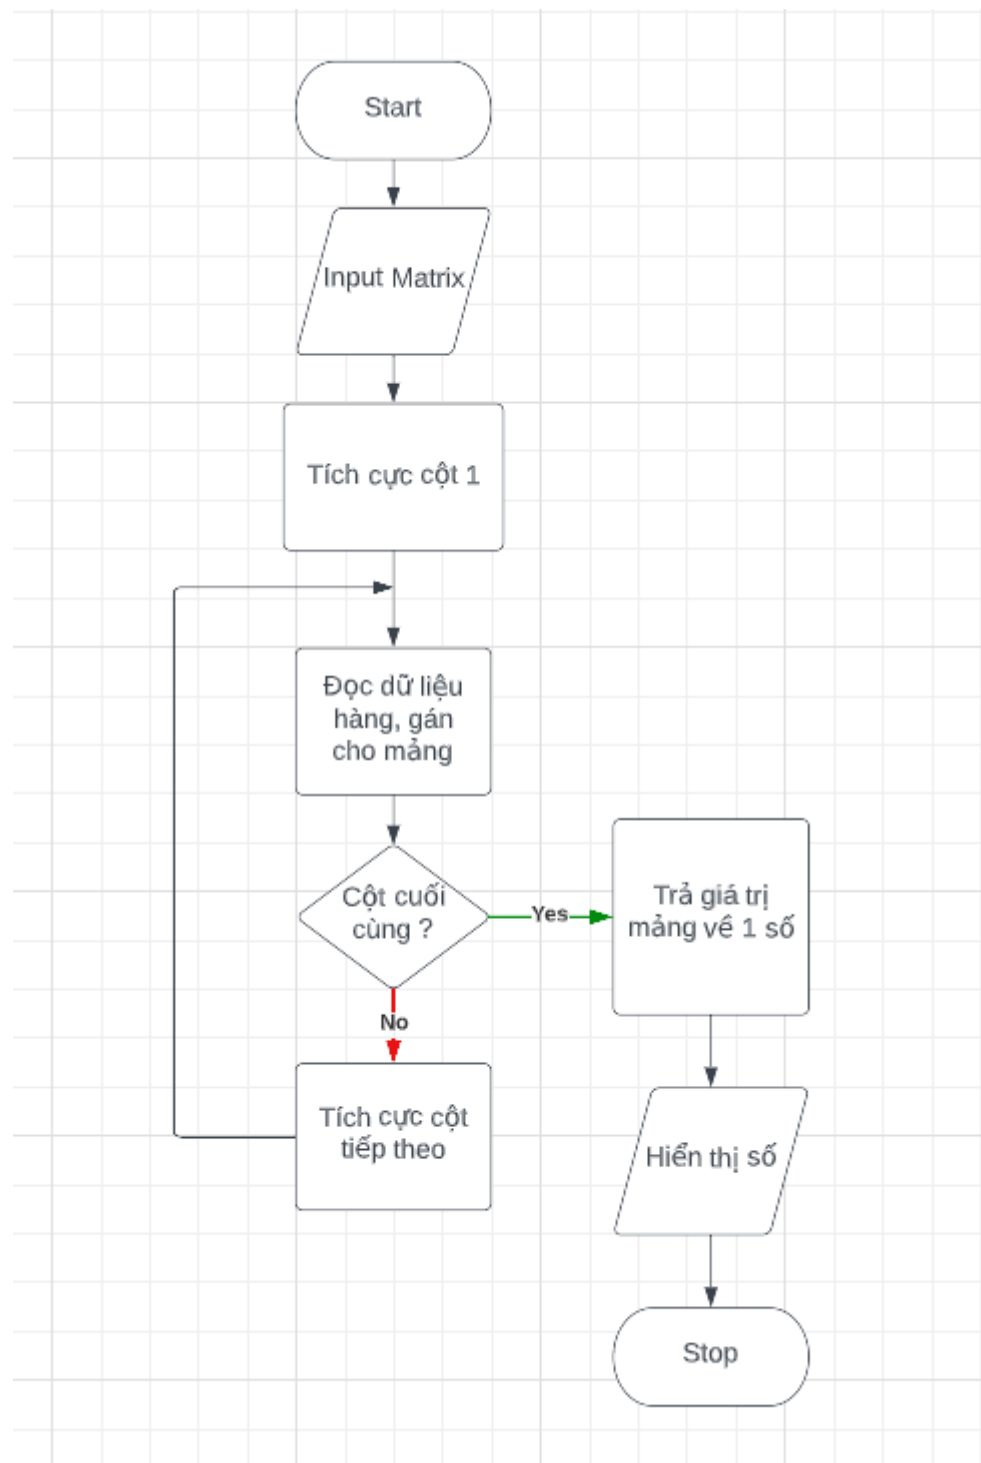 Start
Input Matrix
Tích cực cột 1
Đọc dữ liệu
hàng, gán
cho mảng
Cột cuối
cùng ?
Yes
Trả giá trị
mảng về 1 số
No
Tích cực cột
tiếp theo
Hiển thị số
Stop